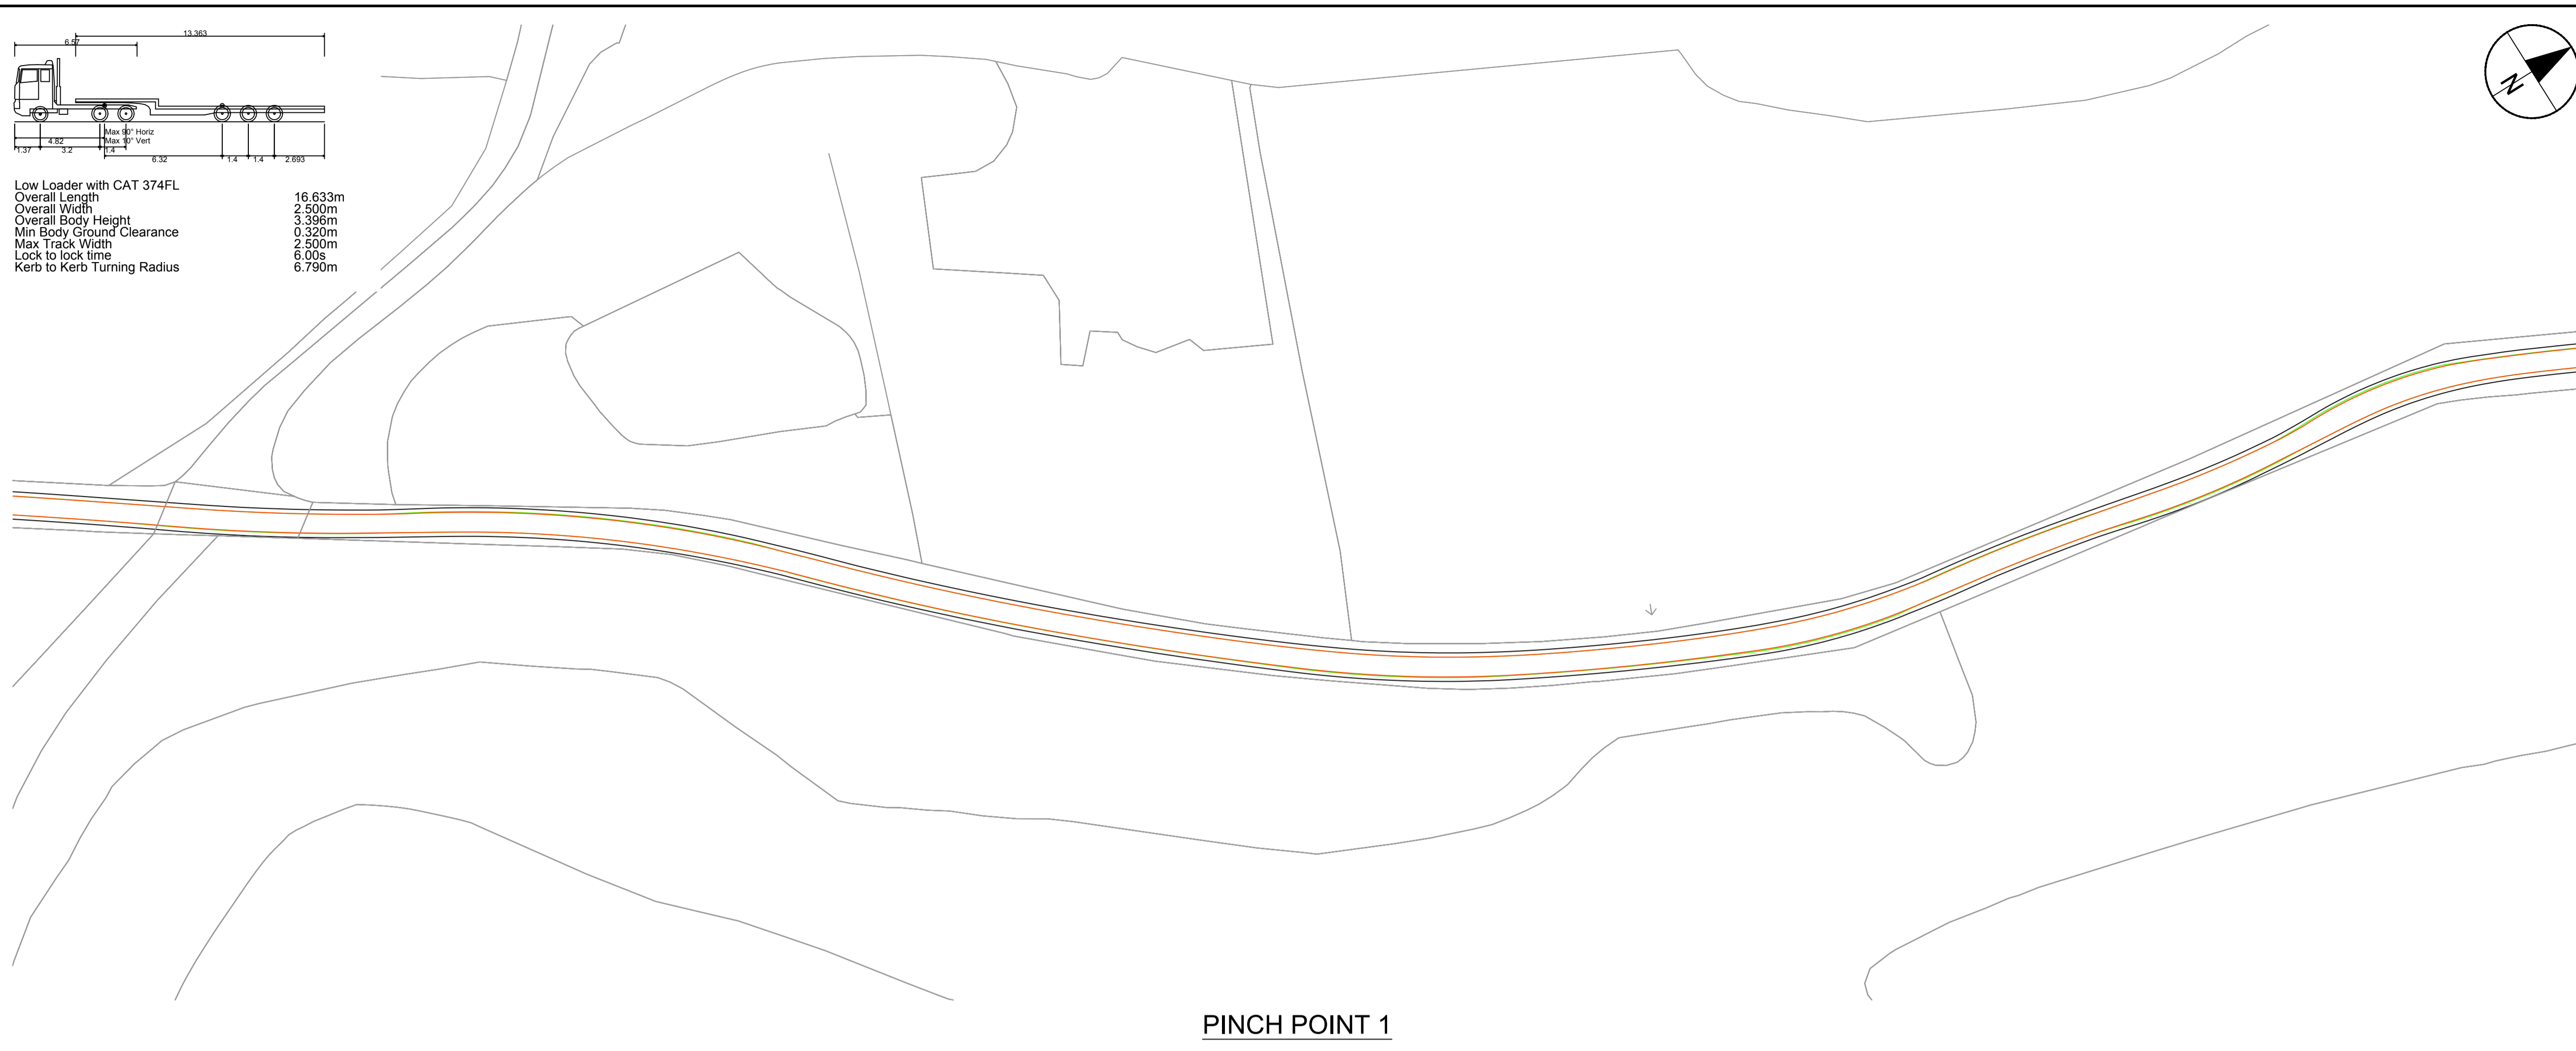 13.363
6.57
Max 90° Horiz
4.82 Max 10° Vert
1.37 3.2 1.4
6.32 1.4 1.4 2.693
Low Loader with CAT 374FL
Overall Length 16.633m
Overall Width 2.500m
Overall Body Height 3.396m
Min Body Ground Clearance 0.320m
Max Track Width 2.500m
Lock to lock time 6.00s
Kerb to Kerb Turning Radius 6.790m
N
PINCH POINT 1